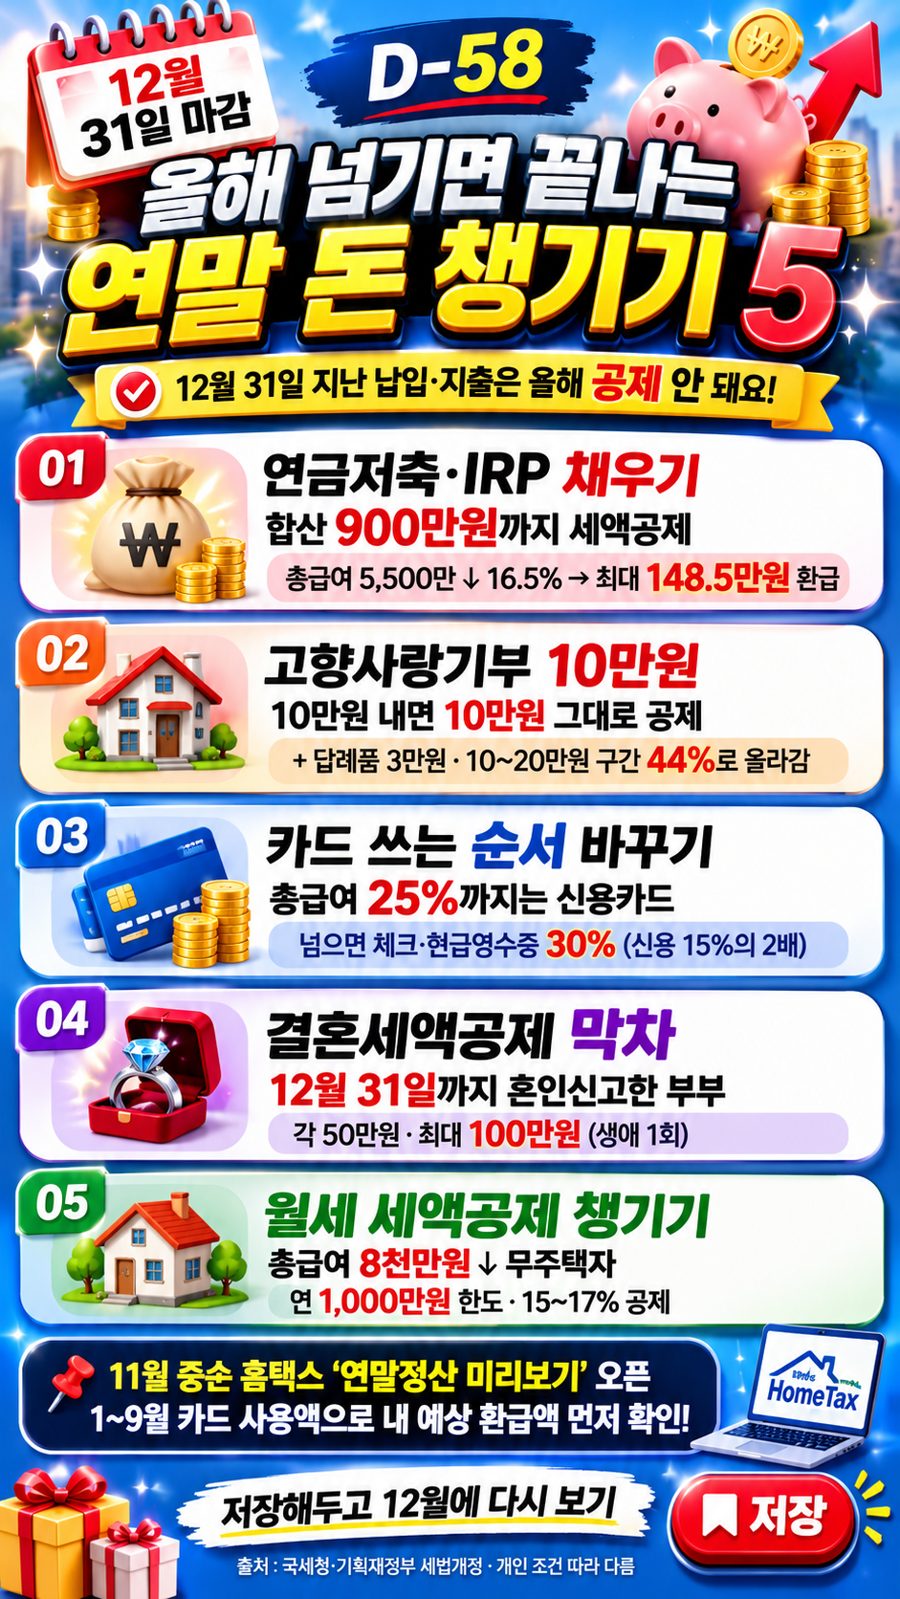 12월
31일 마감
D-58
올해 넘기면 끝나는
연말 돈 챙기기 5
12월 31일 지난 납입·지출은 올해 공제 안 돼요!
01
연금저축·IRP 채우기
합산 900만원까지 세액공제
총급여 5,500만↓ 16.5% → 최대 148.5만원 환급
02
고향사랑기부 10만원
10만원 내면 10만원 그대로 공제
+ 답례품 3만원 · 10~20만원 구간 44%로 올라감
03
카드 쓰는 순서 바꾸기
총급여 25%까지는 신용카드
넘으면 체크·현급영수중 30% (신용 15%의 2배)
04
결혼세액공제 막차
12월 31일까지 혼인신고한 부부
각 50만원 · 최대 100만원 (생애 1회)
05
월세 세액공제 챙기기
총급여 8천만원↓ 무주택자
연 1,000만원 한도 · 15~17% 공제
11월 중손 홈택스 '연말정산 미리보기' 오픈
1~9월 카드 사용액으로 내 예상 환급액 먼저 확인!
HomeTax
저장해두고 12월에 다시 보기
저장
출처 : 국세청·기획재정부 세법개정 · 개인 조건 따라 다름